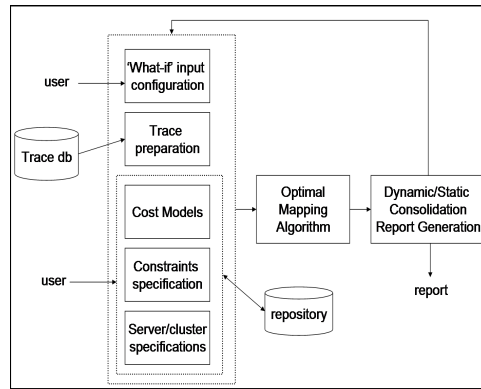 user
'What-if' input
configuration
Trace db
Trace
preparation
Cost Models
user
Constraints
specification
Server/cluster
specifications
repository
Optimal
Mapping
Algorithm
Dynamic/Static
Consolidation
Report Generation
report